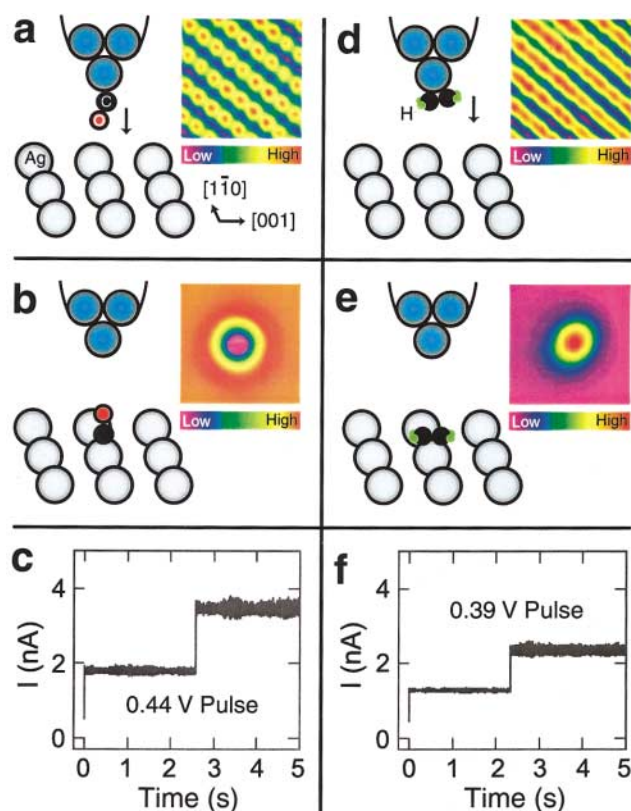 a
C
Ag
Low High
[11̄0]
[001]
d
H
Low High
b
Low High
e
Low High
c
4
2
0
I (nA)
0.44 V Pulse
0 1 2 3 4 5
Time (s)
f
4
2
0
I (nA)
0.39 V Pulse
0 1 2 3 4 5
Time (s)